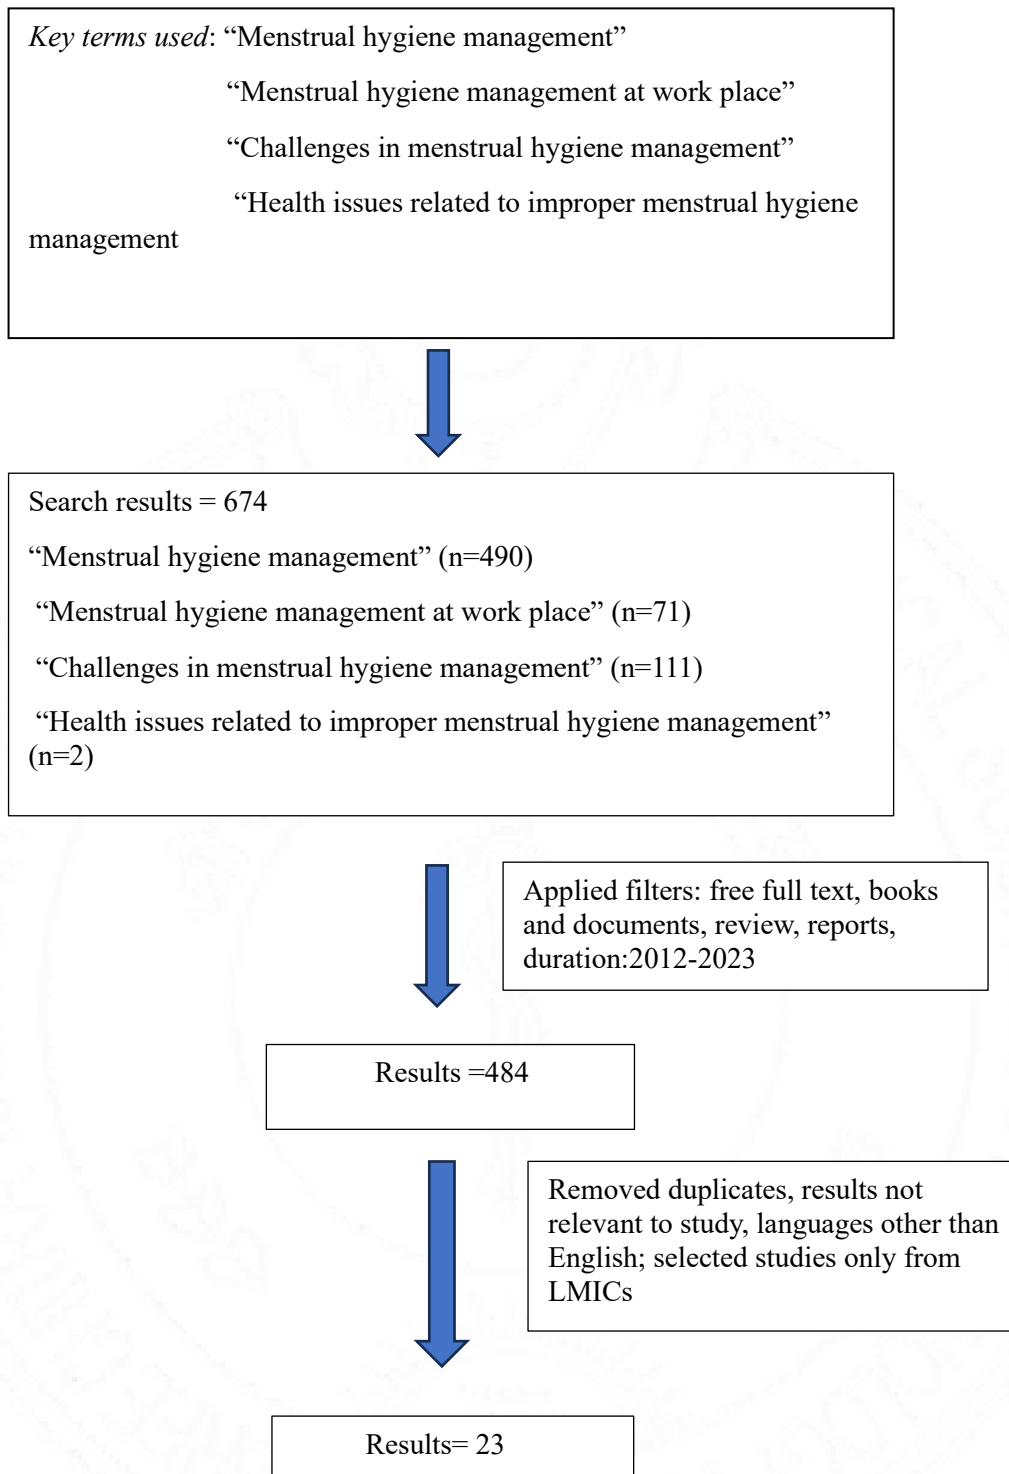 Key terms used: “Menstrual hygiene management”
“Menstrual hygiene management at work place”
“Challenges in menstrual hygiene management”
“Health issues related to improper menstrual hygiene
management
Search results = 674
“Menstrual hygiene management” (n=490)
“Menstrual hygiene management at work place” (n=71)
“Challenges in menstrual hygiene management” (n=111)
“Health issues related to improper menstrual hygiene management”
(n=2)
Applied filters: free full text, books
and documents, review, reports,
duration:2012-2023
Results =484
Removed duplicates, results not
relevant to study, languages other than
English; selected studies only from
LMICs
Results= 23